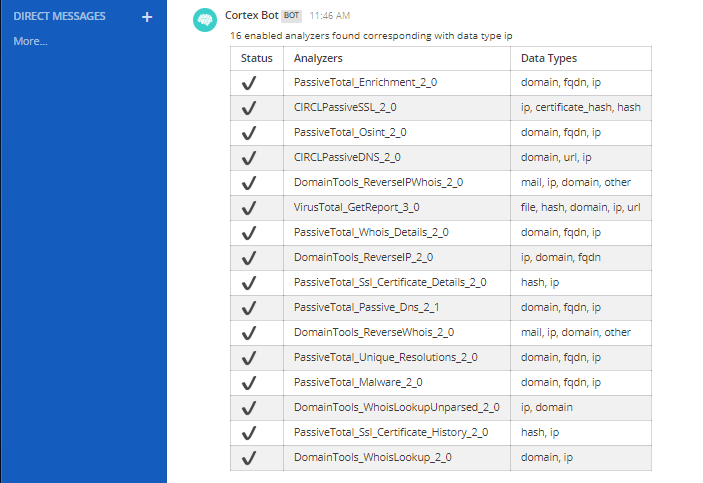 DIRECT MESSAGES +
More...
Cortex Bot BOT 11:46 AM
16 enabled analyzers found corresponding with data type ip
Status Analyzers Data Types
PassiveTotal_Enrichment_2_0 domain, fqdn, ip
CIRCLPassiveSSL_2_0 ip, certificate_hash, hash
PassiveTotal_Osint_2_0 domain, fqdn, ip
CIRCLPassiveDNS_2_0 domain, url, ip
DomainTools_ReverseIPWhois_2_0 mail, ip, domain, other
VirusTotal_GetReport_3_0 file, hash, domain, ip, url
PassiveTotal_Whois_Details_2_0 domain, fqdn, ip
DomainTools_ReverseIP_2_0 ip, domain, fqdn
PassiveTotal_Ssl_Certificate_Details_2_0 hash, ip
PassiveTotal_Passive_Dns_2_1 domain, fqdn, ip
DomainTools_ReverseWhois_2_0 mail, ip, domain, other
PassiveTotal_Unique_Resolutions_2_0 domain, fqdn, ip
PassiveTotal_Malware_2_0 domain, fqdn, ip
DomainTools_WhoisLookupUnparsed_2_0 ip, domain
PassiveTotal_Ssl_Certificate_History_2_0 hash, ip
DomainTools_WhoisLookup_2_0 domain, ip